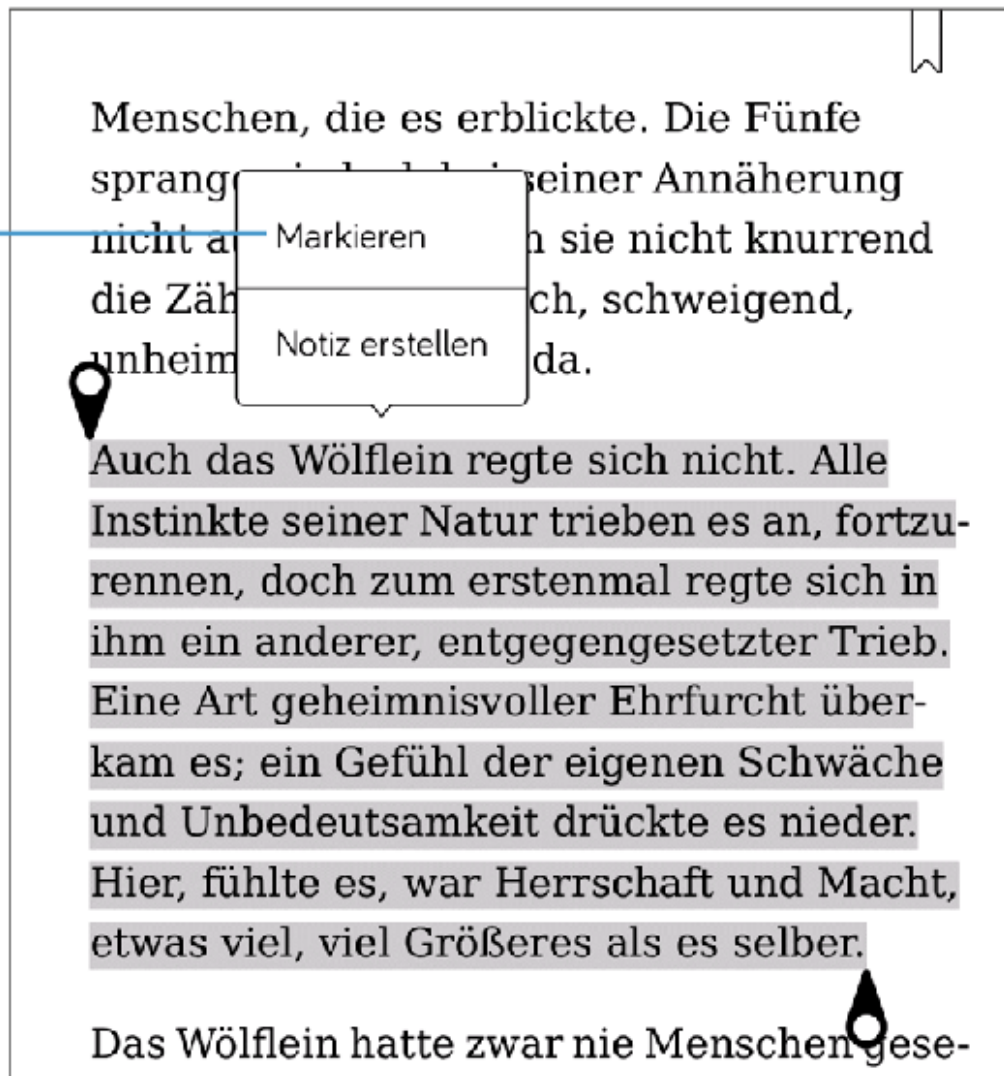 Menschen, die es erblickte. Die Fünfe
seiner Annäherung
nicht sie nicht knurrend
die schweigend,
da.
Markieren
Notiz erstellen
Auch das Wölflein regte sich nicht. Alle
Instinkte seiner Natur trieben es an, fortzu-
rennen, doch zum erstenmal regte sich in
ihm ein anderer, entgegengesetzter Trieb.
Eine Art geheimnisvoller Ehrfurcht über-
kam es; ein Gefühl der eigenen Schwäche
und Unbedeutsamkeit drückte es nieder.
Hier, fühlte es, war Herrschaft und Macht,
etwas viel, viel Größeres als es selber.
Das Wölflein hatte zwar nie Menschen gese-